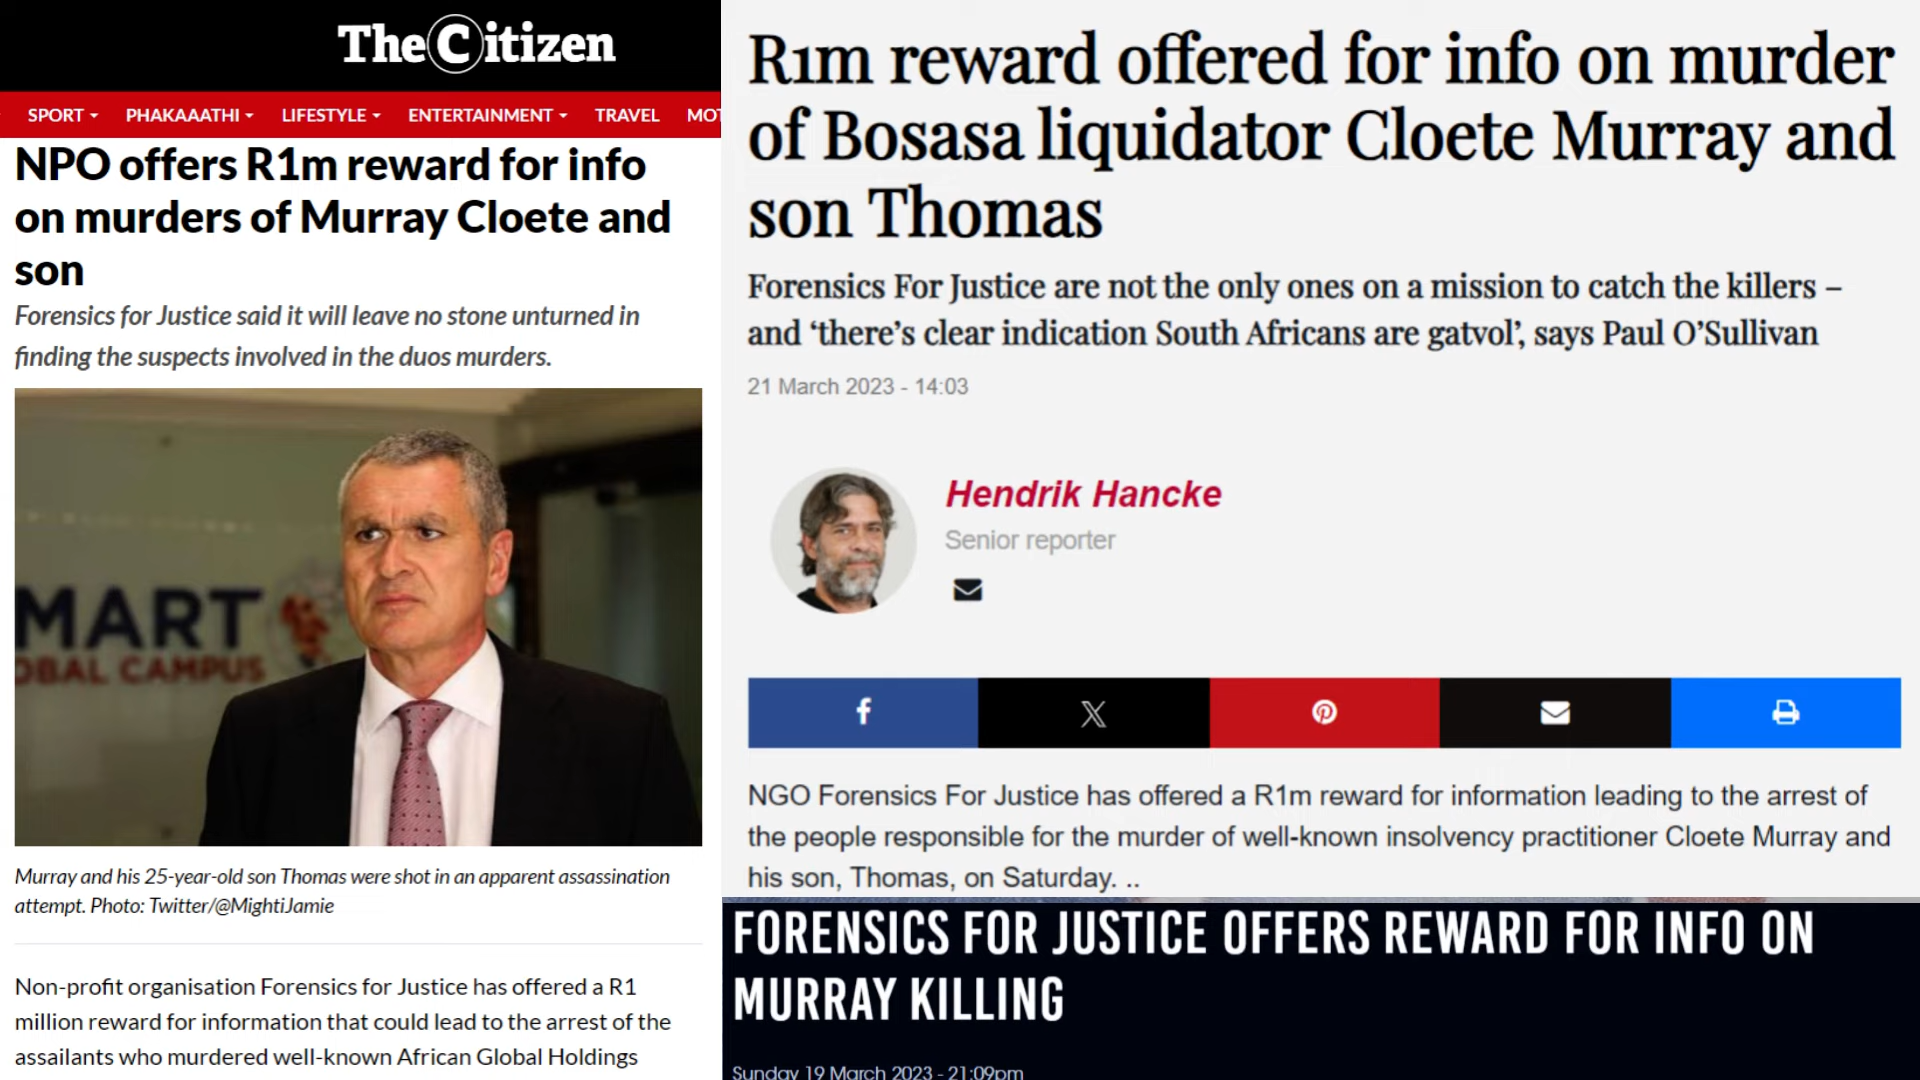 The Citizen
SPORT PHAKAAATHI LIFESTYLE ENTERTAINMENT TRAVEL
NPO offers R1m reward for info
on murders of Murray Cloete and
son
Forensics for Justice said it will leave no stone unturned in
finding the suspects involved in the duos murders.
MART
OBAL CAMPUS
Murray and his 25-year-old son Thomas were shot in an apparent assassination
attempt. Photo: Twitter/@MightiJamie
Non-profit organisation Forensics for Justice has offered a R1
million reward for information that could lead to the arrest of the
assailants who murdered well-known African Global Holdings
R1m reward offered for info on murder
of Bosasa liquidator Cloete Murray and
son Thomas
Forensics For Justice are not the only ones on a mission to catch the killers –
and ‘there’s clear indication South Africans are gatvol’, says Paul O’Sullivan
21 March 2023 - 14:03
Hendrik Hancke
Senior reporter
NGO Forensics For Justice has offered a R1m reward for information leading to the arrest of
the people responsible for the murder of well-known insolvency practitioner Cloete Murray and
his son, Thomas, on Saturday. ..
FORENSICS FOR JUSTICE OFFERS REWARD FOR INFO ON
MURRAY KILLING
Sunday 19 March 2023 - 21:09pm